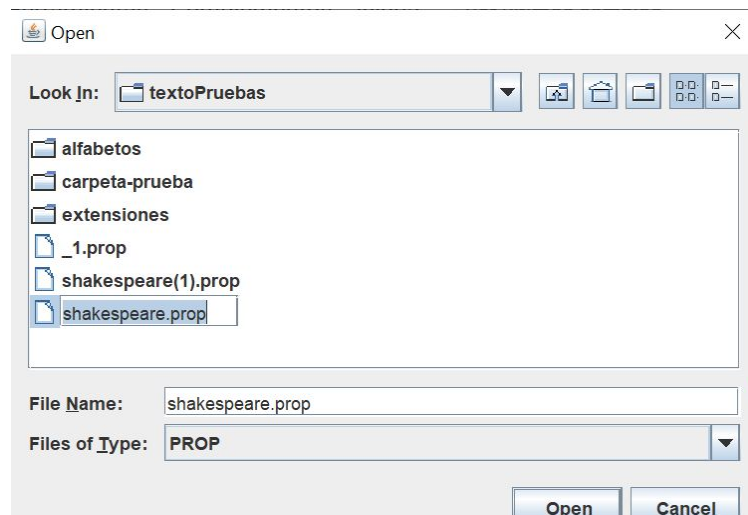 Open
Look In: textoPruebas
alfabetos
carpeta-prueba
extensiones
_1.prop
shakespeare(1).prop
shakespeare.prop
File Name: shakespeare.prop
Files of Type: PROP
Open Cancel